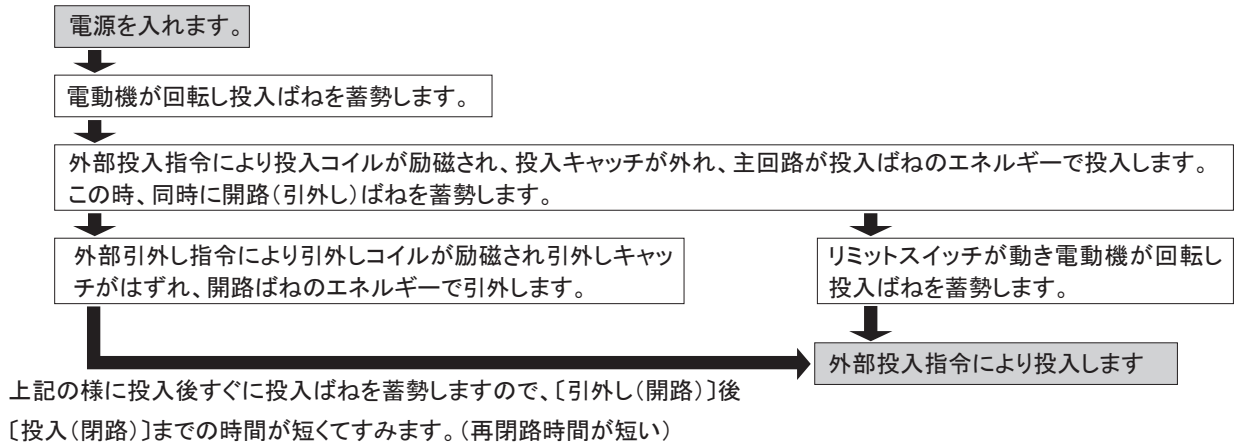 電源を入れます。
電動機が回転し投入ばねを蓄勢します。
外部投入指令により投入コイルが励磁され、投入キャッチが外れ、主回路が投入ばねのエネルギーで投入します。
この時、同時に開路(引外し)ばねを蓄勢します。
外部引外し指令により引外しコイルが励磁され引外しキャッ
チがはずれ、開路ばねのエネルギーで引外します。
リミットスイッチが動き電動機が回転し
投入ばねを蓄勢します。
外部投入指令により投入します
上記の様に投入後すぐに投入ばねを蓄勢しますので、〔引外し(開路)〕後
〔投入(閉路)〕までの時間が短くてすみます。(再閉路時間が短い)